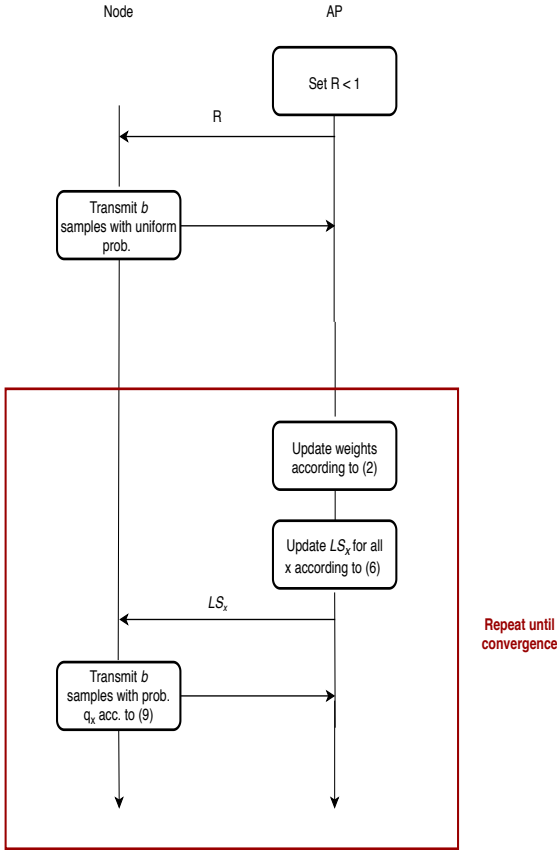 Node
AP
Set R < 1
R
Transmit b
samples with uniform
prob.
Update weights
according to (2)
Update LSₓ for all
x according to (6)
LSₓ
Repeat until
convergence
Transmit b
samples with prob.
qₓ acc. to (9)